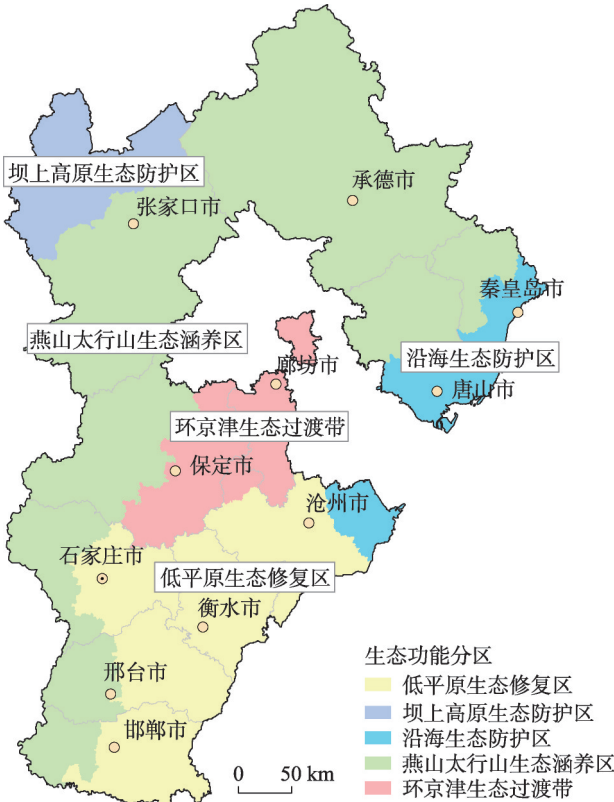 承德市
坝上高原生态防护区
张家口市
秦皇岛市
燕山太行山生态涵养区
沿海生态防护区
廊坊市
唐山市
环京津生态过渡带
保定市
沧州市
石家庄市
低平原生态修复区
衡水市
邢台市
邯郸市
0 50 km
生态功能分区
低平原生态修复区
坝上高原生态防护区
沿海生态防护区
燕山太行山生态涵养区
环京津生态过渡带